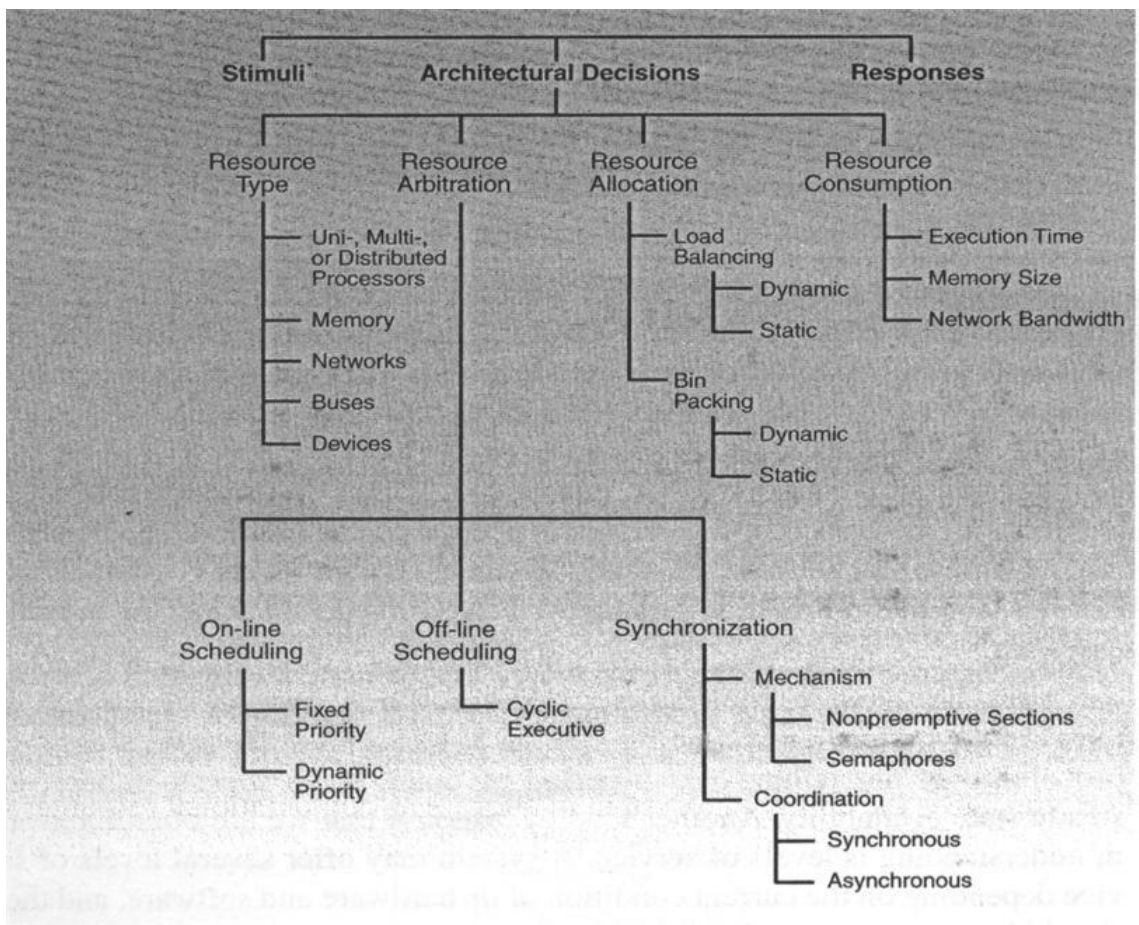 Stimuli
Architectural Decisions
Responses
Resource
Type
Resource
Arbitration
Resource
Allocation
Resource
Consumption
Uni-, Multi-,
or Distributed
Processors
Memory
Networks
Buses
Devices
Load
Balancing
Dynamic
Static
Bin
Packing
Dynamic
Static
Execution Time
Memory Size
Network Bandwidth
On-line
Scheduling
Fixed
Priority
Dynamic
Priority
Off-line
Scheduling
Cyclic
Executive
Synchronization
Mechanism
Nonpreemptive Sections
Semaphores
Coordination
Synchronous
Asynchronous